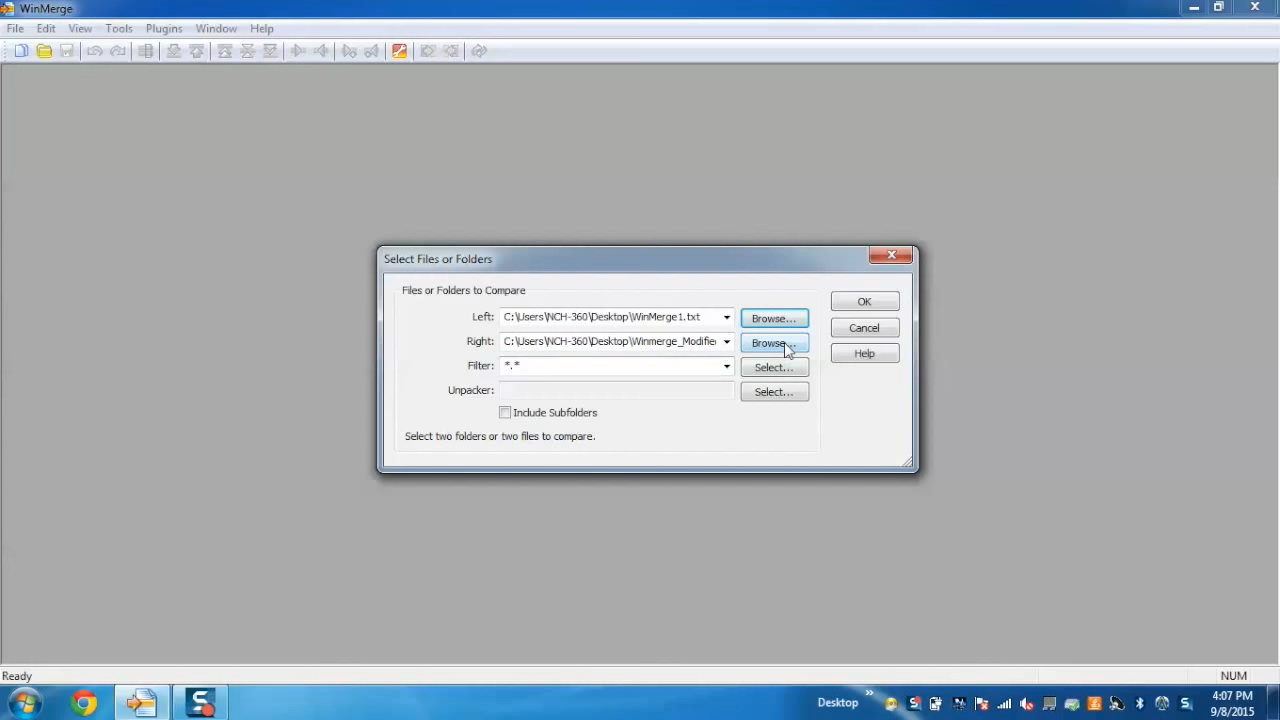 WinMerge
File Edit View Tools Plugins Window Help
Select Files or Folders
Files or Folders to Compare
Left: C:\Users\NCH-360\Desktop\WinMerge1.txt Browse... OK
Right: C:\Users\NCH-360\Desktop\Winmerge_Modified Browse... Cancel
Filter: *.* Select... Help
Unpacker: Select...
Include Subfolders
Select two folders or two files to compare.
Ready NUM
Desktop » 4:07 PM
9/8/2015